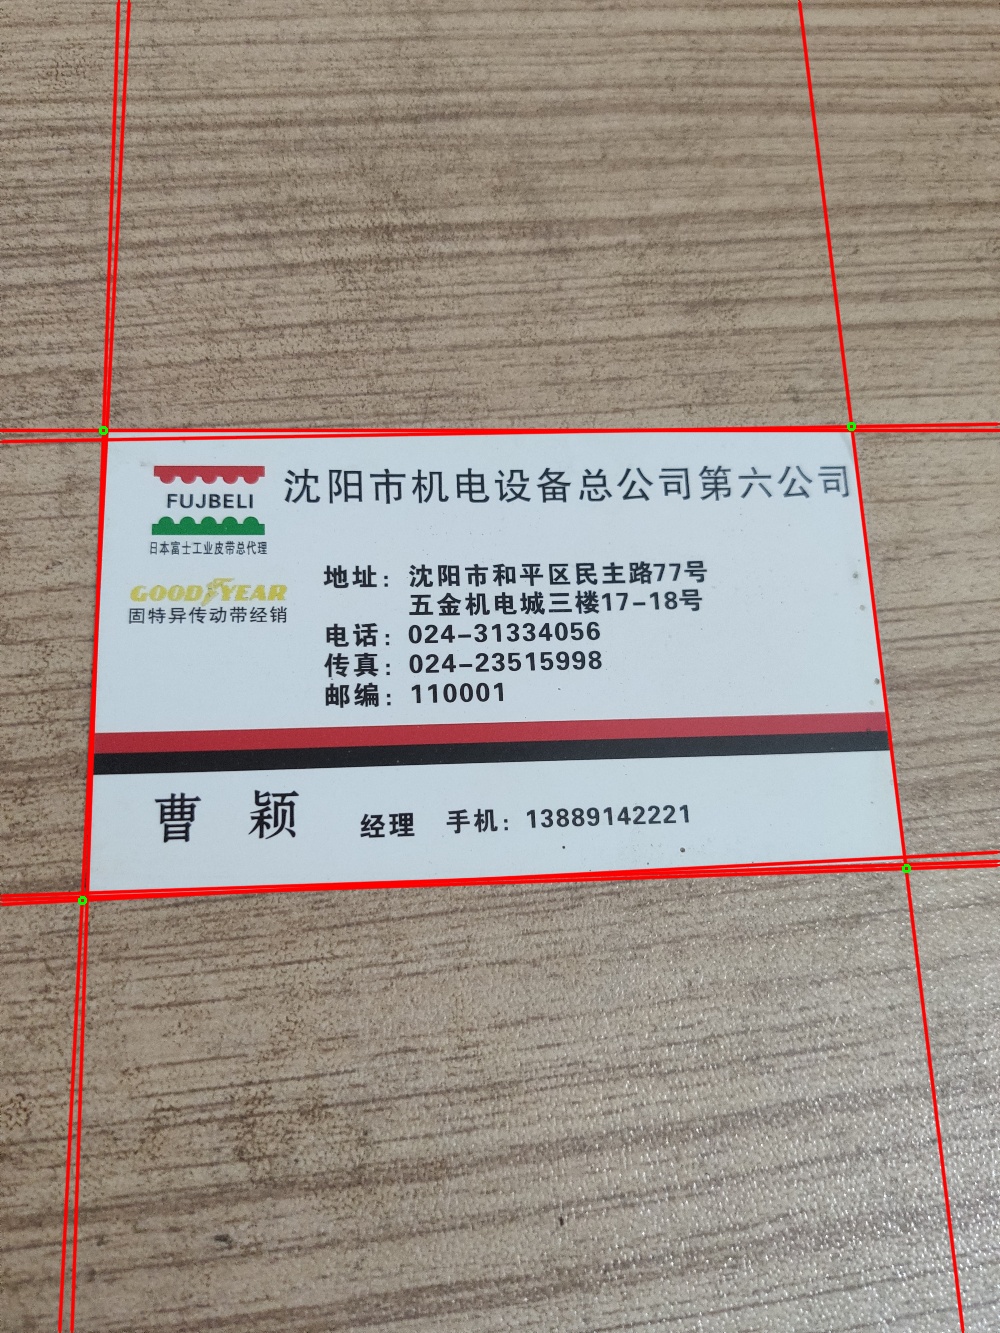 沈阳市机电设备总公司第六公司
FUJBELI
日本富士工业皮带总代理
GOODYEAR
固特异传动带经销
地址：沈阳市和平区民主路77号
五金机电城三楼17-18号
电话：024-31334056
传真：024-23515998
邮编：110001
曹 颖 经理 手机：13889142221